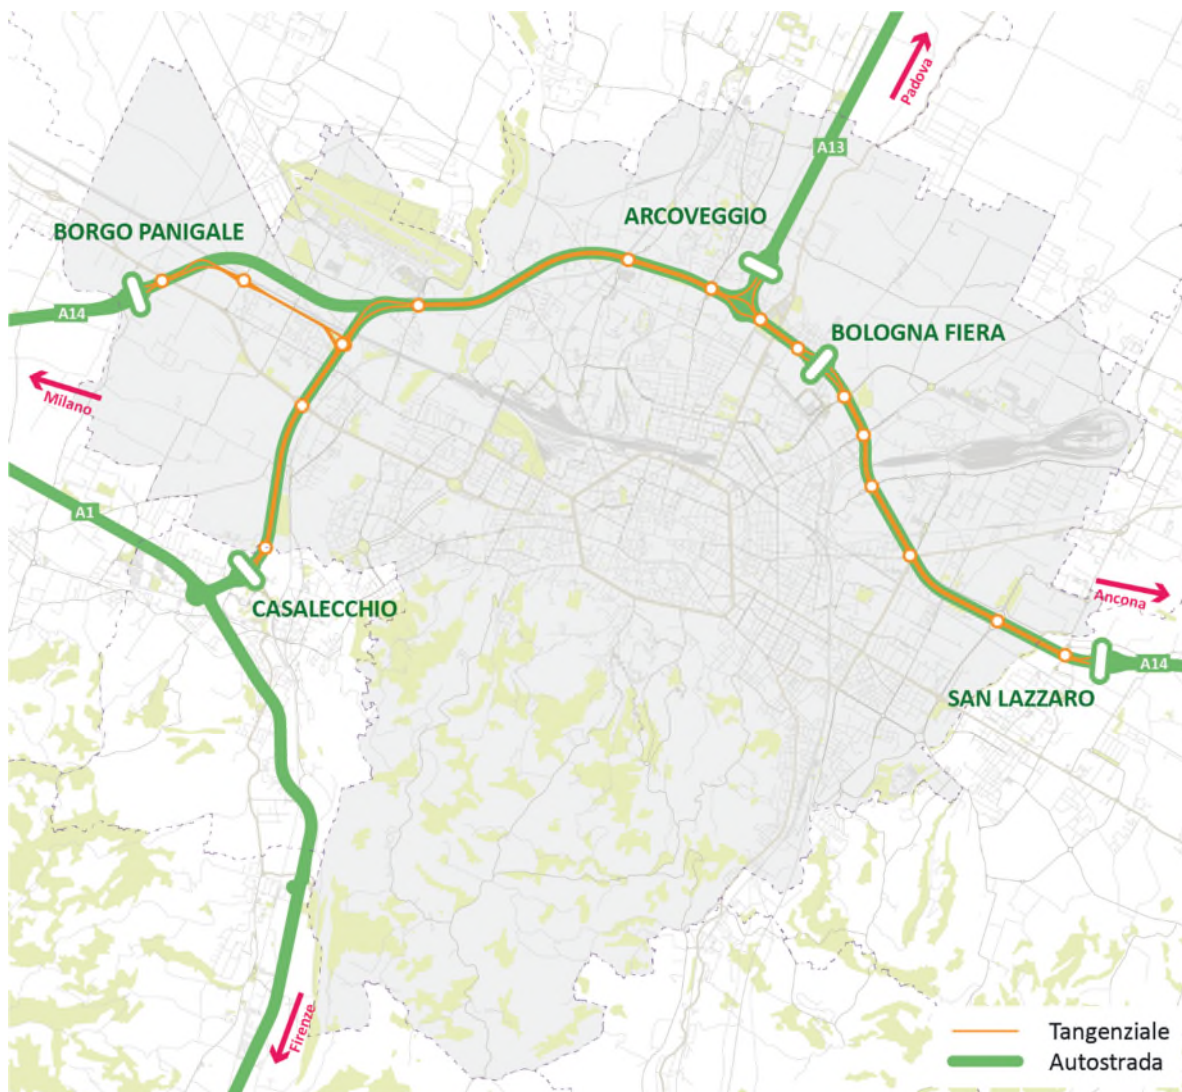 Padova
A13
ARCOVEGGIO
BORGO PANIGALE
A14
BOLOGNA FIERA
Milano
A1
Ancona
CASALECCHIO
A14
SAN LAZZARO
Firenze
Tangenziale
Autostrada